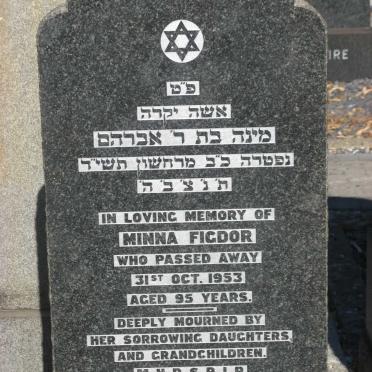 פ״ט
אשה יקרה
מינה בת ר׳ אברהם
נפטרה כ״ב מרחשון תשי״ד
ת׳ נ׳ צ׳ ב׳ ה׳
IN LOVING MEMORY OF
MINNA FIGDOR
WHO PASSED AWAY
31ST OCT. 1953
AGED 95 YEARS.
DEEPLY MOURNED BY
HER SORROWING DAUGHTERS
AND GRANDCHILDREN.
M.H.D.S.R.I.P.
IRE